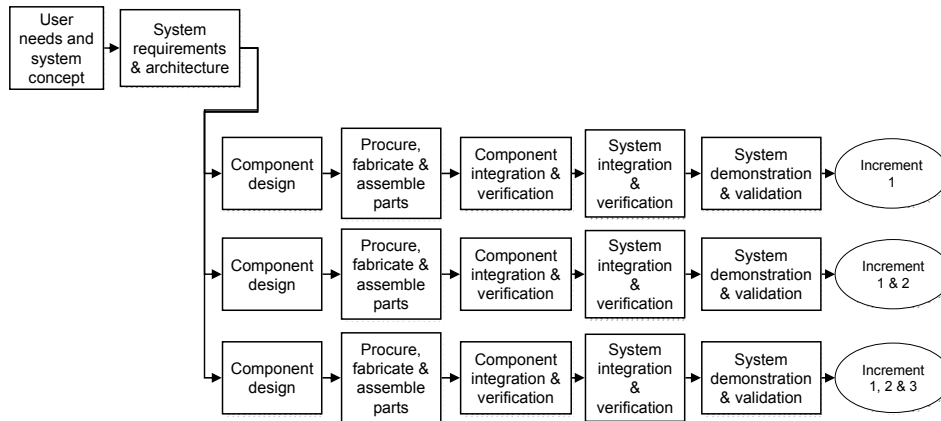 User
needs and
system
concept
System
requirements
& architecture
Component
design
Procure,
fabricate &
assemble
parts
Component
integration &
verification
System
integration
&
verification
System
demonstration
& validation
Increment
1
Component
design
Procure,
fabricate &
assemble
parts
Component
integration &
verification
System
integration
&
verification
System
demonstration
& validation
Increment
1 & 2
Component
design
Procure,
fabricate &
assemble
parts
Component
integration &
verification
System
integration
&
verification
System
demonstration
& validation
Increment
1, 2 & 3